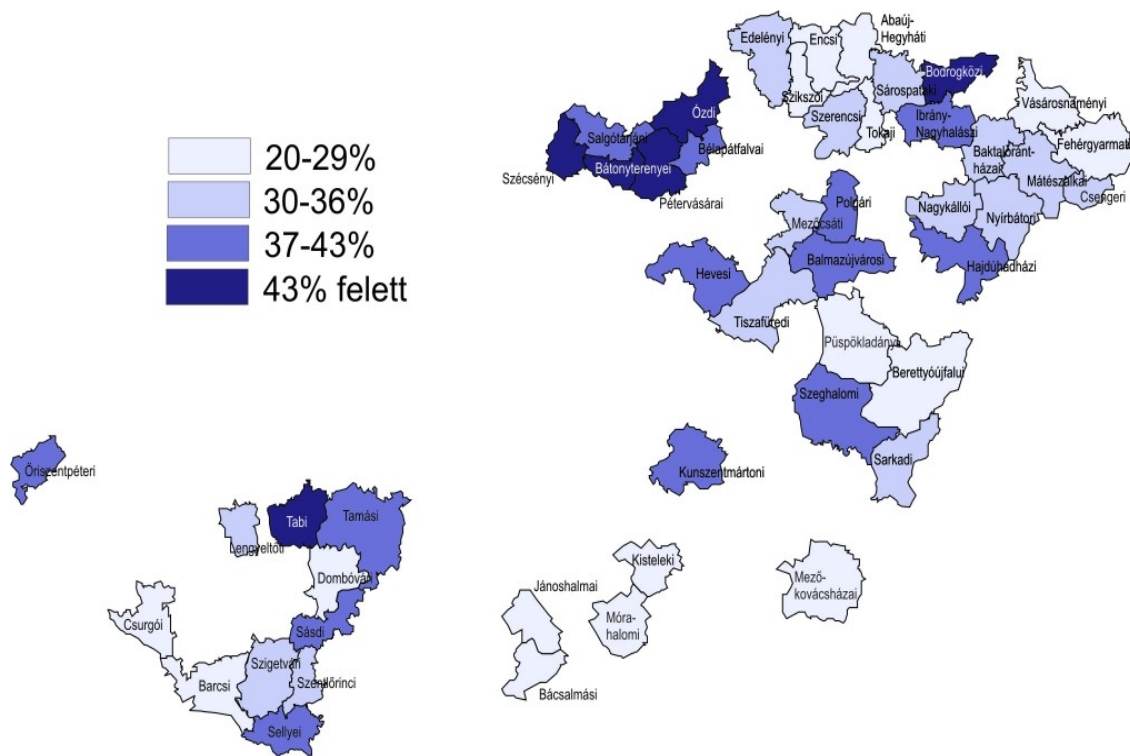 20-29%
30-36%
37-43%
43% felett
Edelényi
Encsi
Abaúj-
Hegyháti
Szikszói
Szerencsi
Tokaji
Sárospataki
Bodrogközi
Ibrány-
Nagyhalászi
Vásárosnaményi
Fehérgyarmati
Baktalóránt-
házai
Mátészalkai
Csengeri
Nagykállói
Nyírbátori
Hajdúhadházi
Ózdi
Salgótarjáni
Bélapátfalvai
Szécsényi
Bátonyterenyei
Pétervásárai
Polgári
Mezőcsáti
Hevesi
Balmazújvárosi
Tiszafüredi
Püspökladányi
Berettyóújfalui
Szeghalomi
Sarkadi
Kunszentmártoni
Őriszentpéteri
Tabi
Tamási
Lengyeltóti
Dombóvári
Csurgói
Sásdi
Barcsi
Szigetvári
Szentlőrinci
Sellyei
Kisteleki
Jánoshalmai
Móra-
halomi
Bácsalmási
Mező-
kovácsházai